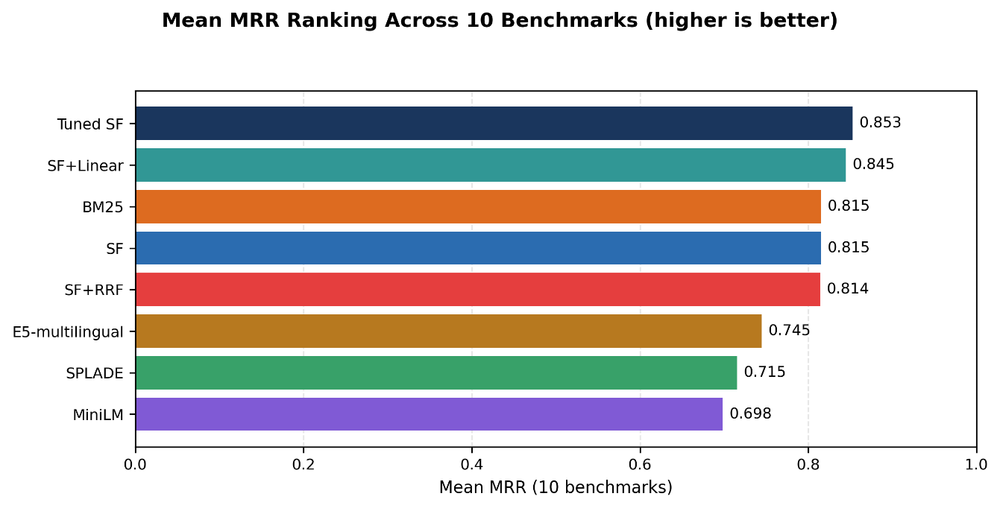 Mean MRR Ranking Across 10 Benchmarks (higher is better)
Tuned SF 0.853
SF+Linear 0.845
BM25 0.815
SF 0.815
SF+RRF 0.814
E5-multilingual 0.745
SPLADE 0.715
MiniLM 0.698
0.0 0.2 0.4 0.6 0.8 1.0
Mean MRR (10 benchmarks)